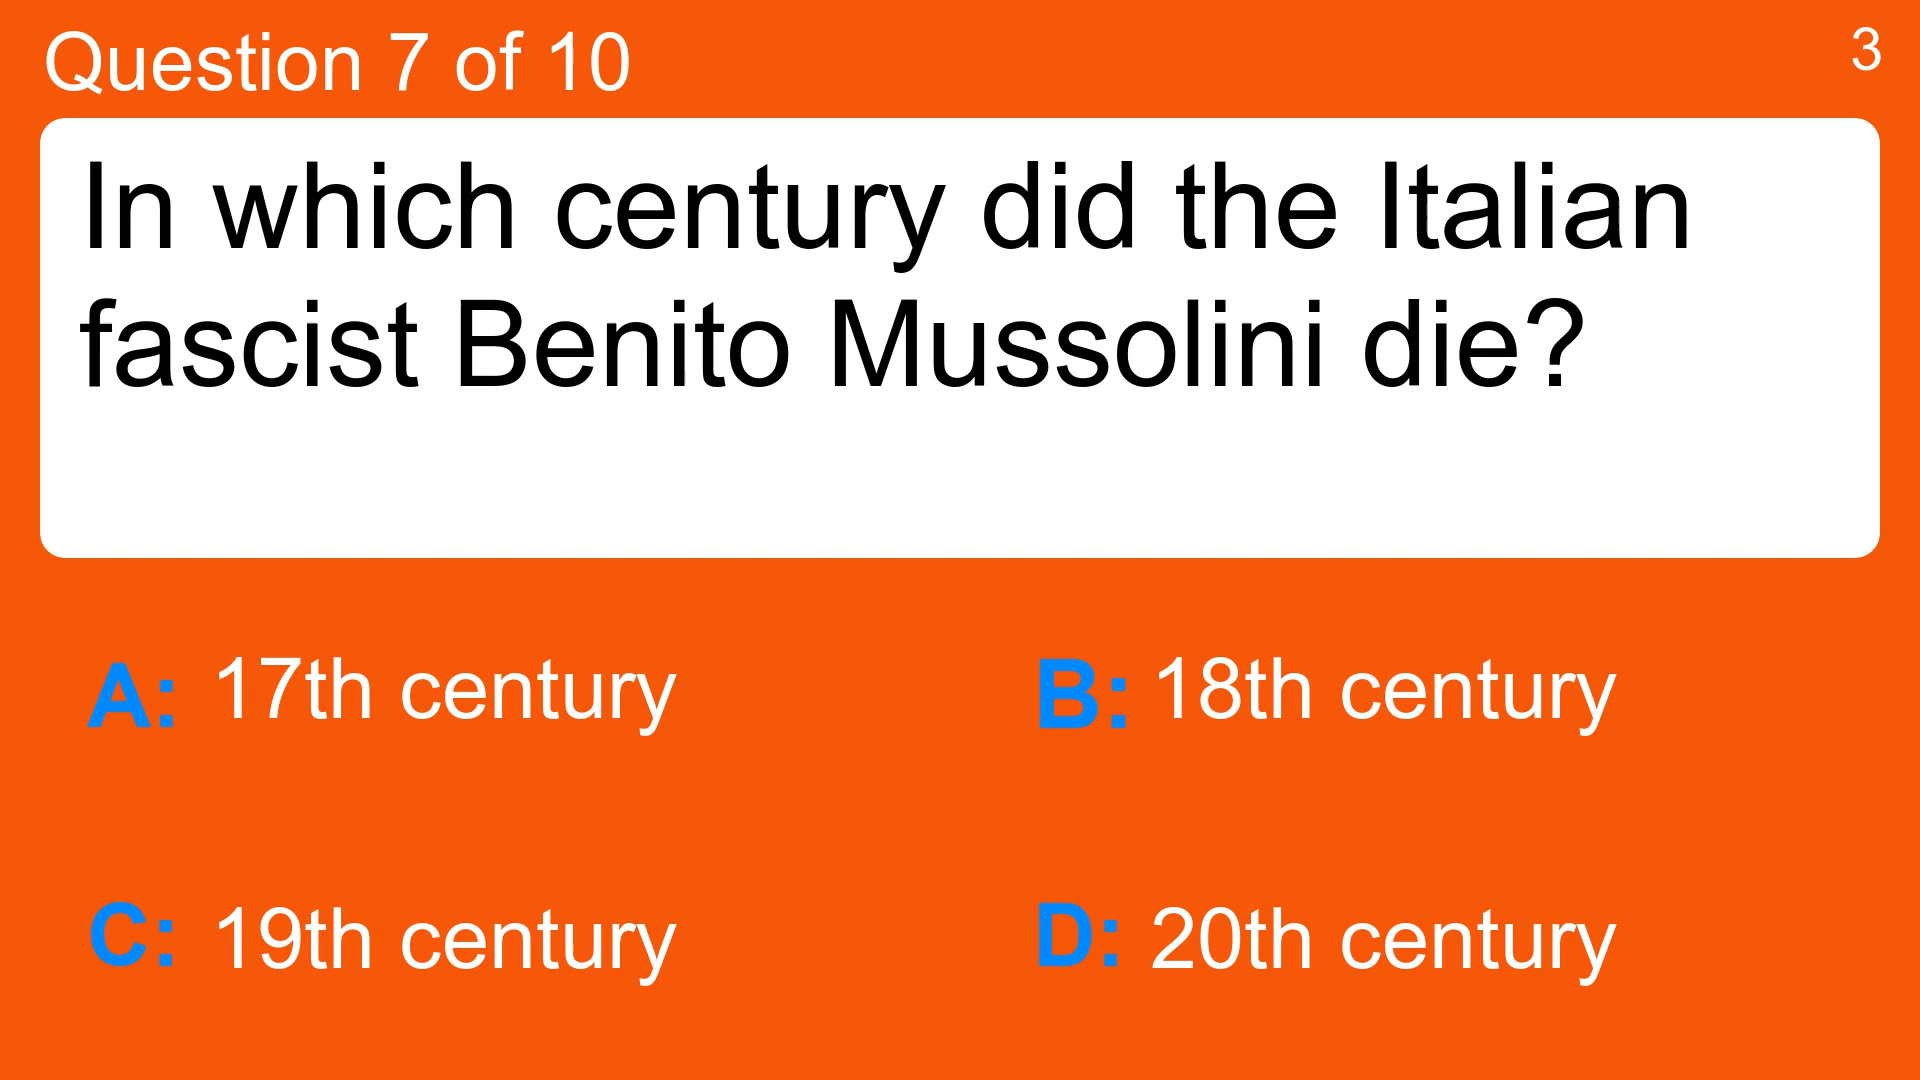 Question 7 of 10
3
In which century did the Italian
fascist Benito Mussolini die?
A: 17th century
B: 18th century
C: 19th century
D: 20th century